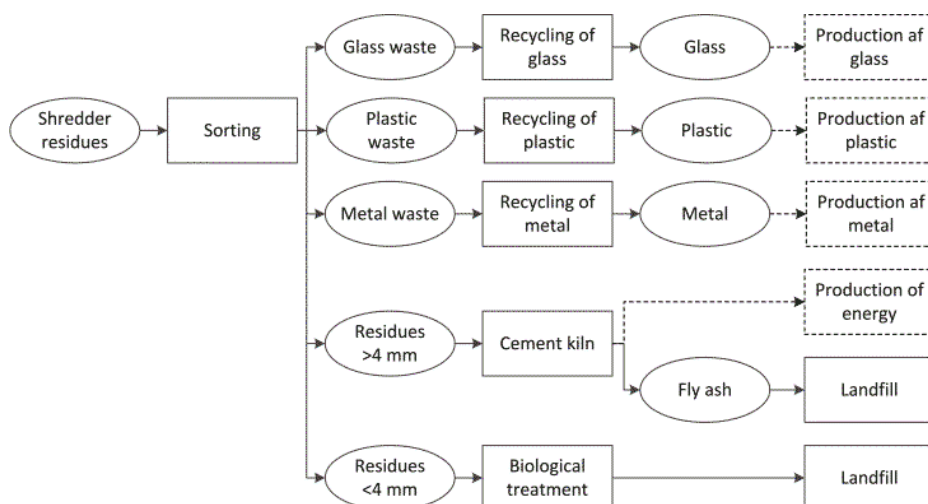 Glass waste
Recycling of
glass
Glass
Production af
glass
Shredder
residues
Sorting
Plastic
waste
Recycling of
plastic
Plastic
Production af
plastic
Metal waste
Recycling of
metal
Metal
Production af
metal
Residues
>4 mm
Cement kiln
Production of
energy
Fly ash
Landfill
Residues
<4 mm
Biological
treatment
Landfill